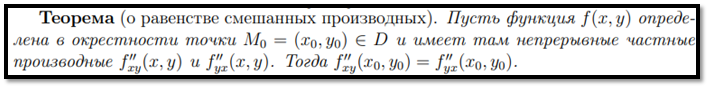 Теорема (о равенстве смешанных производных). Пусть функция f(x, y) опреде-
лена в окрестности точки M₀ = (x₀, y₀) ∈ D и имеет там непрерывные частные
производные f″ₓᵧ(x, y) и f″ᵧₓ(x, y). Тогда f″ₓᵧ(x₀, y₀) = f″ᵧₓ(x₀, y₀).